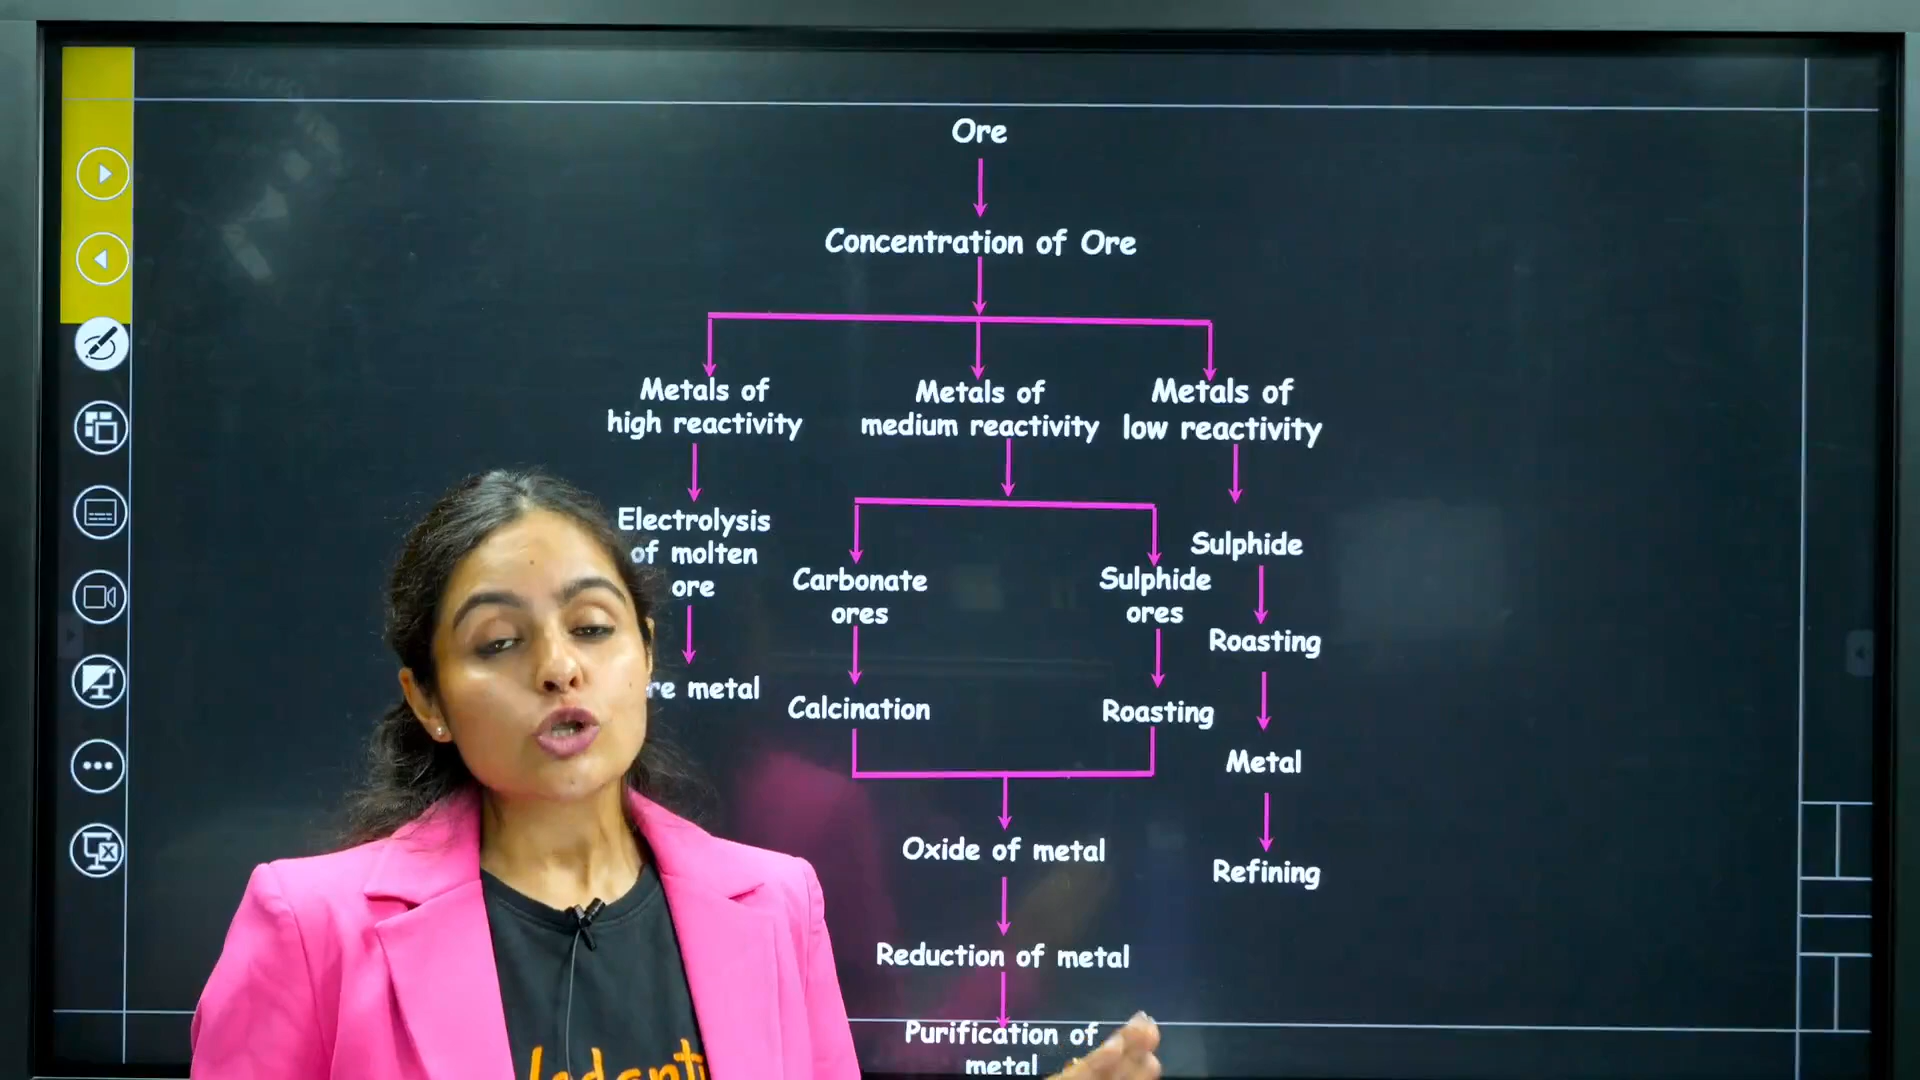 Ore
Concentration of Ore
Metals of
high reactivity
Metals of
medium reactivity
Metals of
low reactivity
Electrolysis
of molten
ore
metal
Carbonate
ores
Calcination
Sulphide
ores
Roasting
Sulphide
Roasting
Metal
Refining
Oxide of metal
Reduction of metal
Purification of
metal